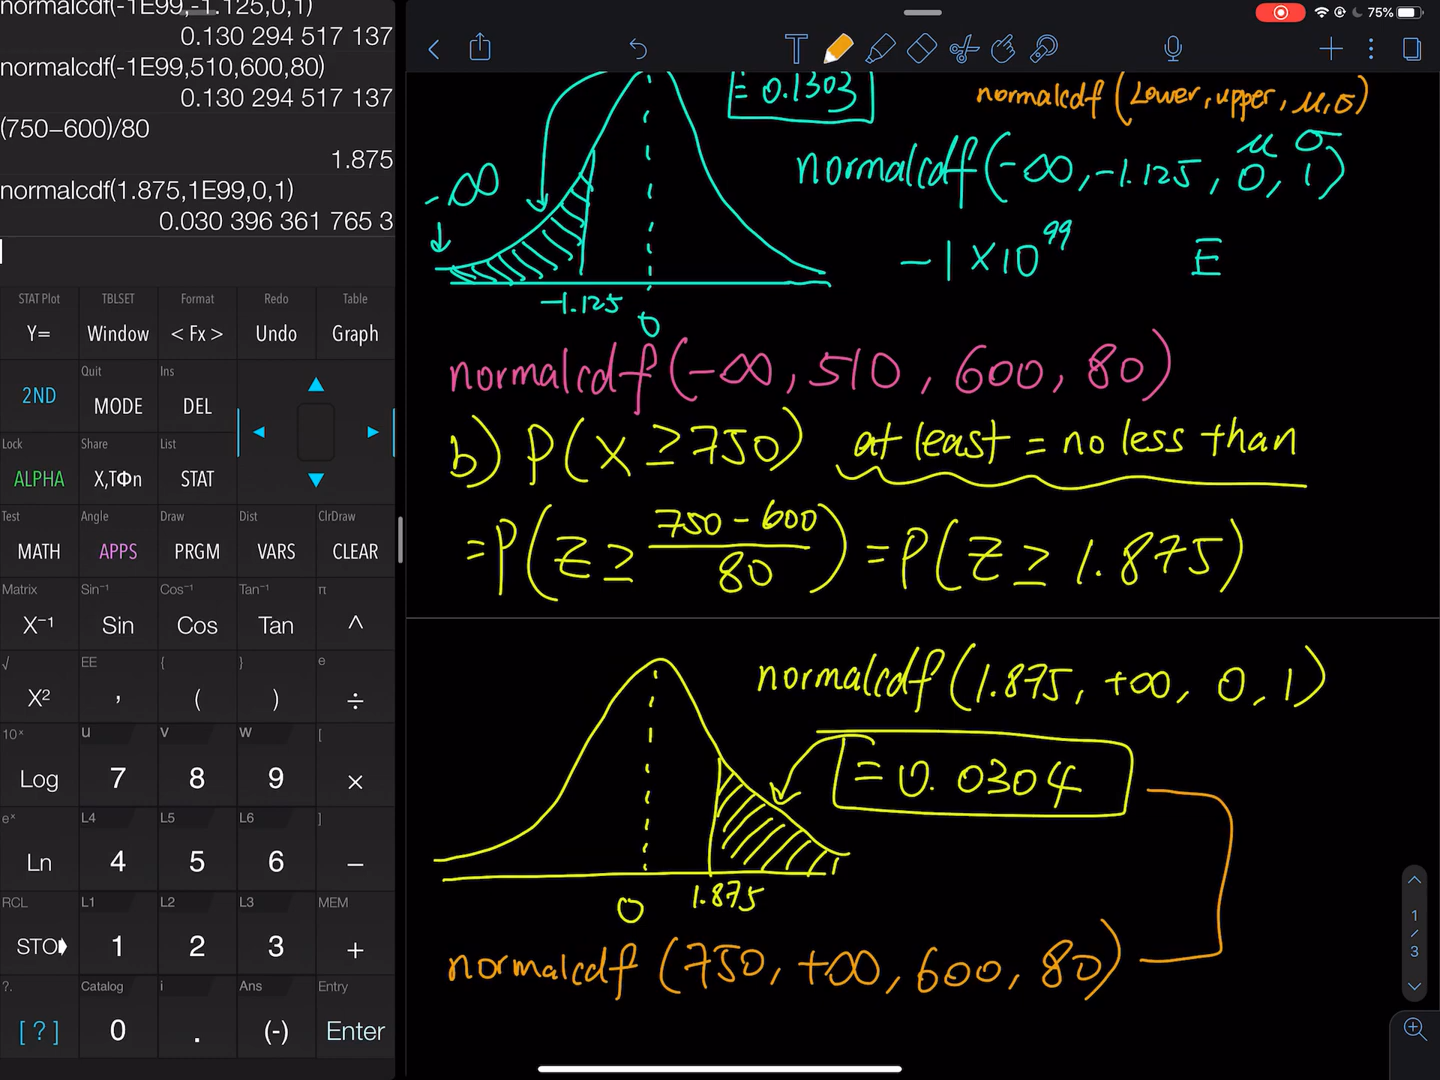 normalcdf(-1E99,-1.125,0,1)
0.130 294 517 137
normalcdf(-1E99,510,600,80)
0.130 294 517 137
(750−600)/80
1.875
normalcdf(1.875,1E99,0,1)
0.030 396 361 765 3
STAT Plot TBLSET Format Redo Table
Y= Window < Fx > Undo Graph
Quit Ins
2ND MODE DEL
Lock Share List
ALPHA X,TΦn STAT
Test Angle Draw Dist ClrDraw
MATH APPS PRGM VARS CLEAR
Matrix Sin⁻¹ Cos⁻¹ Tan⁻¹ π
X⁻¹ Sin Cos Tan ^
√ EE { } e
X² , ( ) ÷
10ˣ u v w [
Log 7 8 9 ×
eˣ L4 L5 L6 ]
Ln 4 5 6 −
RCL L1 L2 L3 MEM
STO 1 2 3 +
?. Catalog i Ans Entry
[ ? ] 0 . (-) Enter
75%
= 0.1303
normalcdf (Lower, upper, μ, σ)
μ σ
normalcdf (-∞, -1.125, 0, 1)
-∞
-1×10⁹⁹ E
-1.125
0
normalcdf (-∞, 510, 600, 80)
b) P(X ≥ 750) at least = no less than
= P(Z ≥ 750 - 600 / 80) = P(Z ≥ 1.875)
normalcdf (1.875, +∞, 0, 1)
= 0.0304
0 1.875
normalcdf (750, +∞, 600, 80)
1
/
3